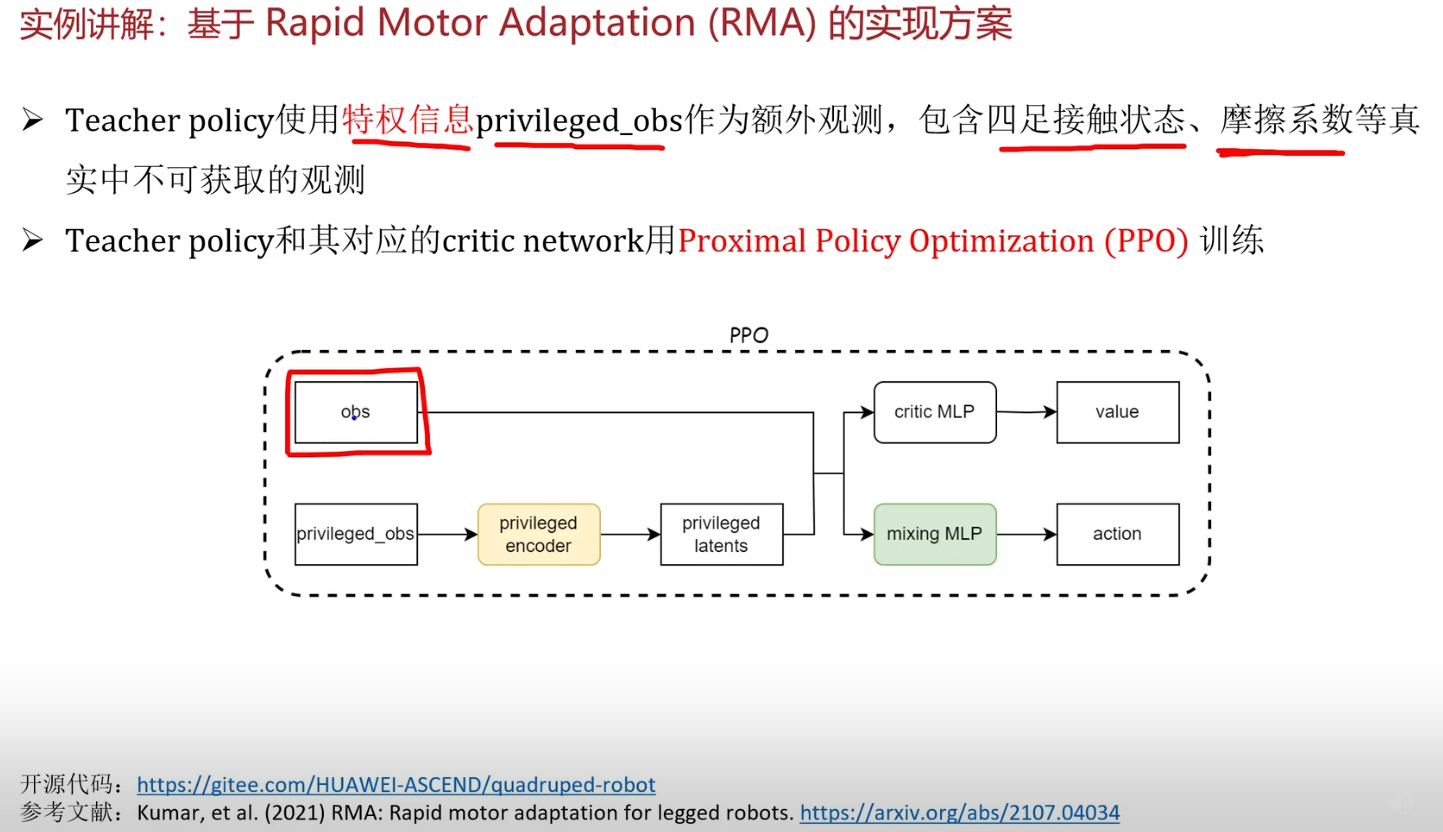 实例讲解：基于 Rapid Motor Adaptation (RMA) 的实现方案
➢ Teacher policy使用特权信息privileged_obs作为额外观测，包含四足接触状态、摩擦系数等真
实中不可获取的观测
➢ Teacher policy和其对应的critic network用Proximal Policy Optimization (PPO) 训练
PPO
obs
critic MLP
value
privileged_obs
privileged
encoder
privileged
latents
mixing MLP
action
开源代码：https://gitee.com/HUAWEI-ASCEND/quadruped-robot
参考文献：Kumar, et al. (2021) RMA: Rapid motor adaptation for legged robots. https://arxiv.org/abs/2107.04034